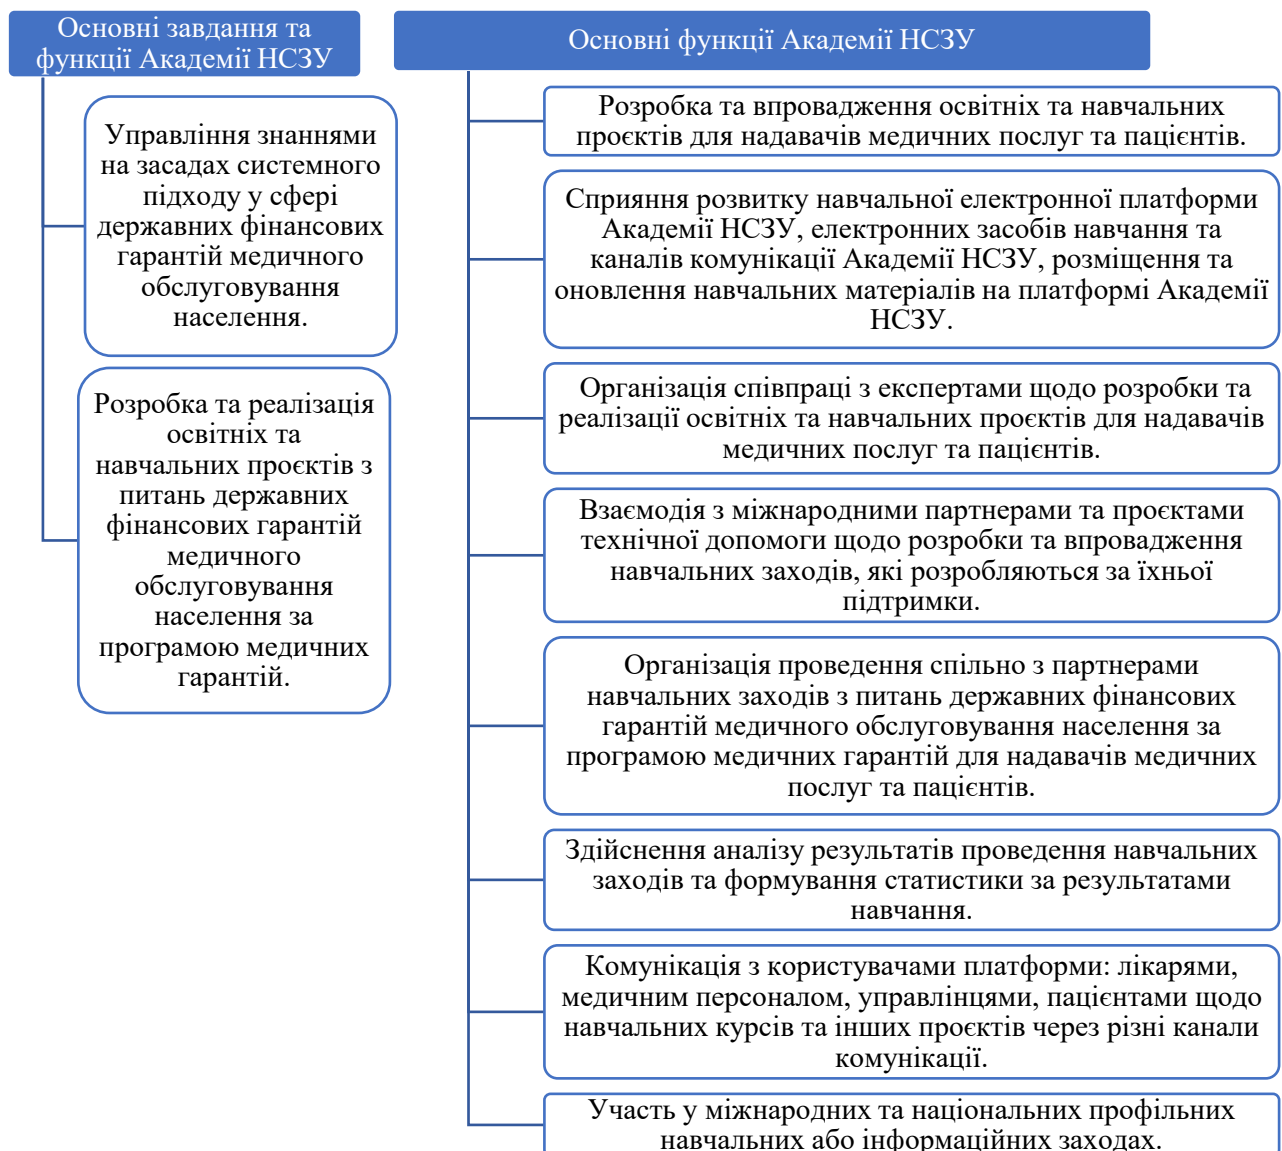 Основні завдання та
функції Академії НСЗУ
Управління знаннями
на засадах системного
підходу у сфері
державних фінансових
гарантій медичного
обслуговування
населення.
Розробка та реалізація
освітніх та
навчальних проєктів з
питань державних
фінансових гарантій
медичного
обслуговування
населення за
програмою медичних
гарантій.
Основні функції Академії НСЗУ
Розробка та впровадження освітніх та навчальних
проєктів для надавачів медичних послуг та пацієнтів.
Сприяння розвитку навчальної електронної платформи
Академії НСЗУ, електронних засобів навчання та
каналів комунікації Академії НСЗУ, розміщення та
оновлення навчальних матеріалів на платформі Академії
НСЗУ.
Організація співпраці з експертами щодо розробки та
реалізації освітніх та навчальних проєктів для надавачів
медичних послуг та пацієнтів.
Взаємодія з міжнародними партнерами та проєктами
технічної допомоги щодо розробки та впровадження
навчальних заходів, які розробляються за їхньої
підтримки.
Організація проведення спільно з партнерами
навчальних заходів з питань державних фінансових
гарантій медичного обслуговування населення за
програмою медичних гарантій для надавачів медичних
послуг та пацієнтів.
Здійснення аналізу результатів проведення навчальних
заходів та формування статистики за результатами
навчання.
Комунікація з користувачами платформи: лікарями,
медичним персоналом, управлінцями, пацієнтами щодо
навчальних курсів та інших проєктів через різні канали
комунікації.
Участь у міжнародних та національних профільних
навчальних або інформаційних заходах.